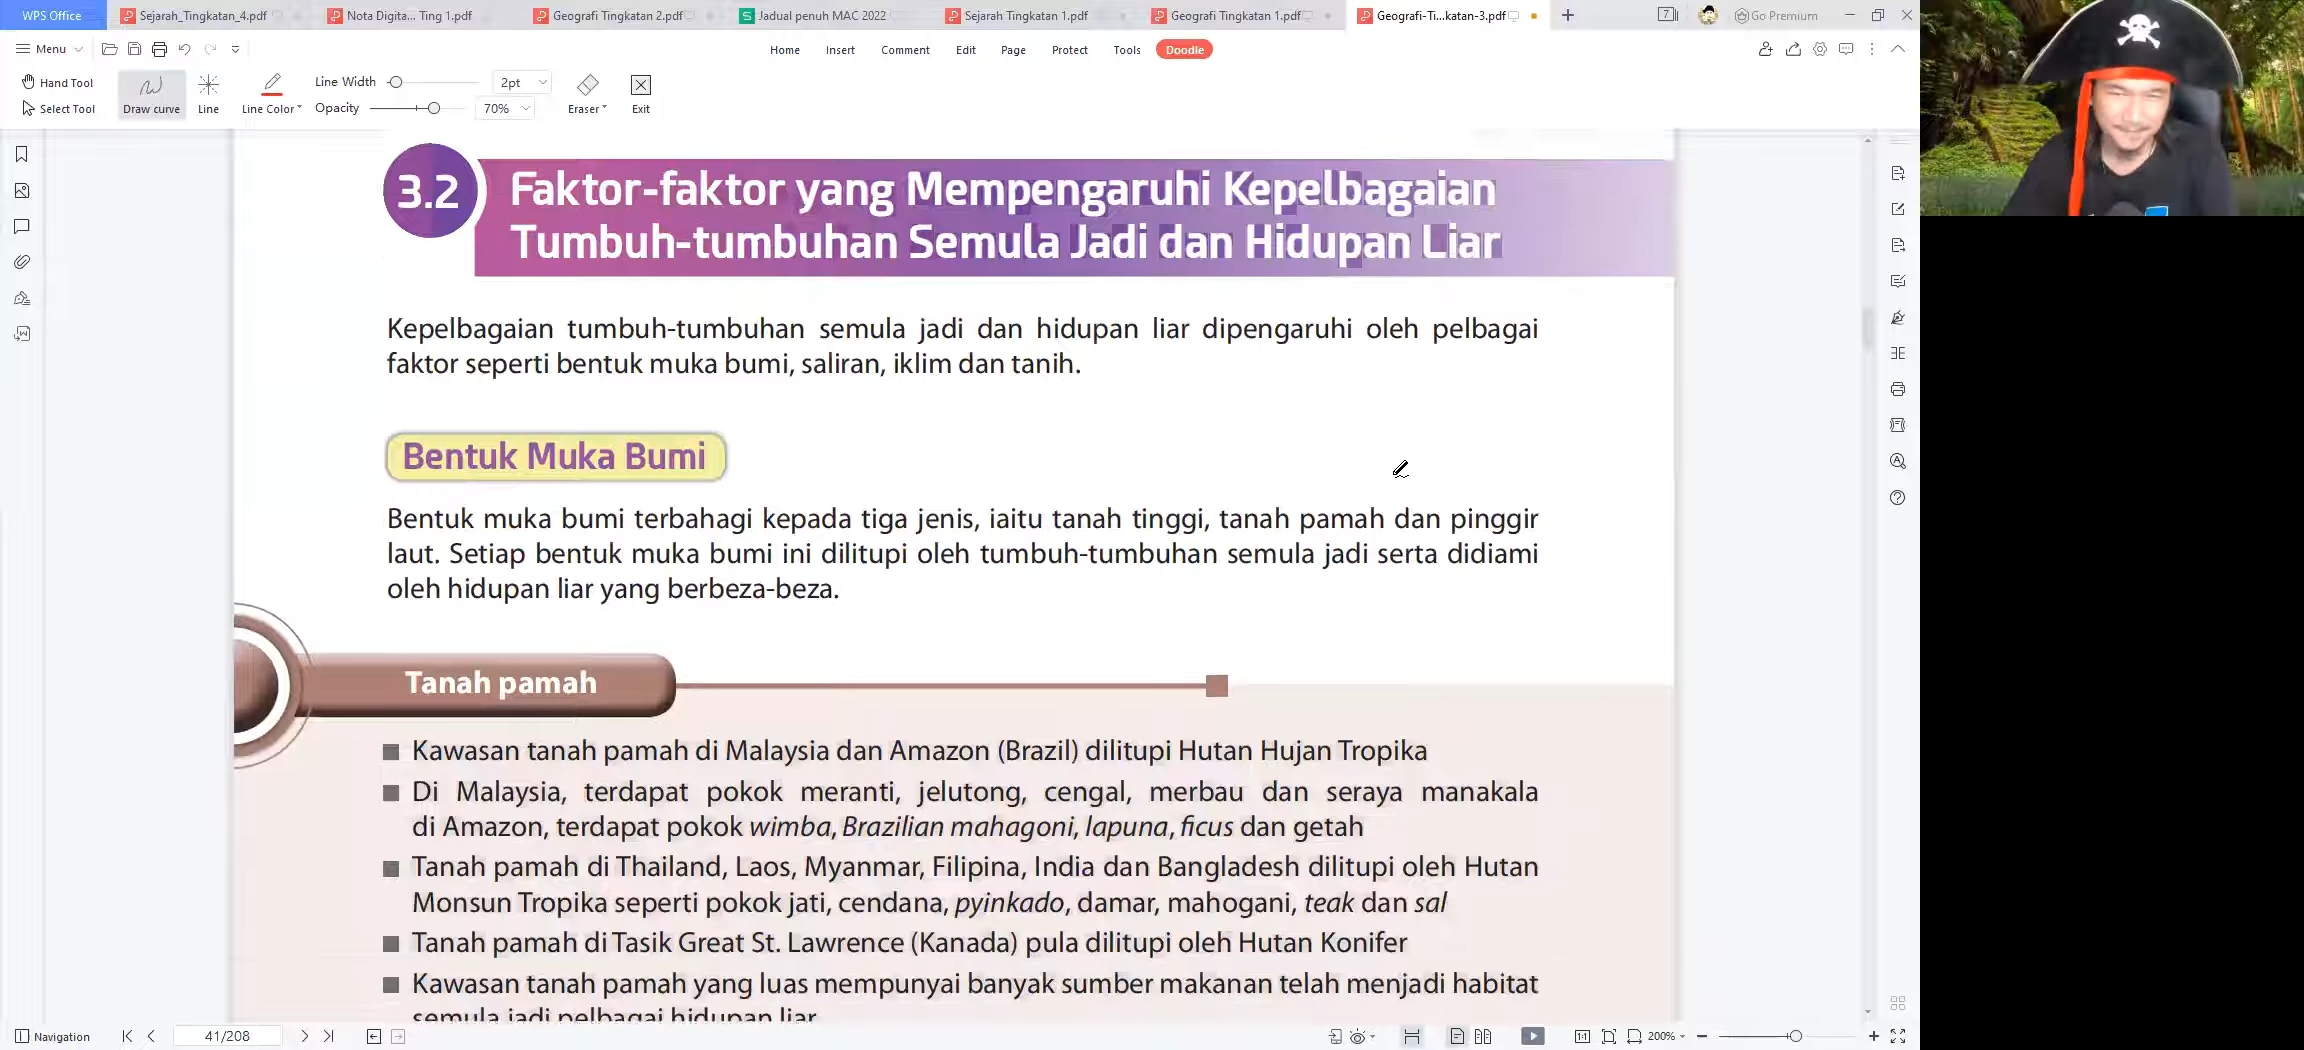 WPS Office
Sejarah_Tingkatan_4.pdf
Nota Digita... Ting 1.pdf
Geografi Tingkatan 2.pdf
Jadual penuh MAC 2022
Sejarah Tingkatan 1.pdf
Geografi Tingkatan 1.pdf
Geografi-Ti...katan-3.pdf
7
Go Premium
Menu
Home Insert Comment Edit Page Protect Tools Doodle
Hand Tool
Select Tool
Draw curve
Line
Line Color
Line Width 2pt
Opacity 70%
Eraser
Exit
3.2 Faktor-faktor yang Mempengaruhi Kepelbagaian
Tumbuh-tumbuhan Semula Jadi dan Hidupan Liar
Kepelbagaian tumbuh-tumbuhan semula jadi dan hidupan liar dipengaruhi oleh pelbagai
faktor seperti bentuk muka bumi, saliran, iklim dan tanih.
Bentuk Muka Bumi
Bentuk muka bumi terbahagi kepada tiga jenis, iaitu tanah tinggi, tanah pamah dan pinggir
laut. Setiap bentuk muka bumi ini dilitupi oleh tumbuh-tumbuhan semula jadi serta didiami
oleh hidupan liar yang berbeza-beza.
Tanah pamah
Kawasan tanah pamah di Malaysia dan Amazon (Brazil) dilitupi Hutan Hujan Tropika
Di Malaysia, terdapat pokok meranti, jelutong, cengal, merbau dan seraya manakala
di Amazon, terdapat pokok wimba, Brazilian mahagoni, lapuna, ficus dan getah
Tanah pamah di Thailand, Laos, Myanmar, Filipina, India dan Bangladesh dilitupi oleh Hutan
Monsun Tropika seperti pokok jati, cendana, pyinkado, damar, mahogani, teak dan sal
Tanah pamah di Tasik Great St. Lawrence (Kanada) pula dilitupi oleh Hutan Konifer
Kawasan tanah pamah yang luas mempunyai banyak sumber makanan telah menjadi habitat
semula jadi pelbagai hidupan liar
Navigation
41/208
1:1
200%